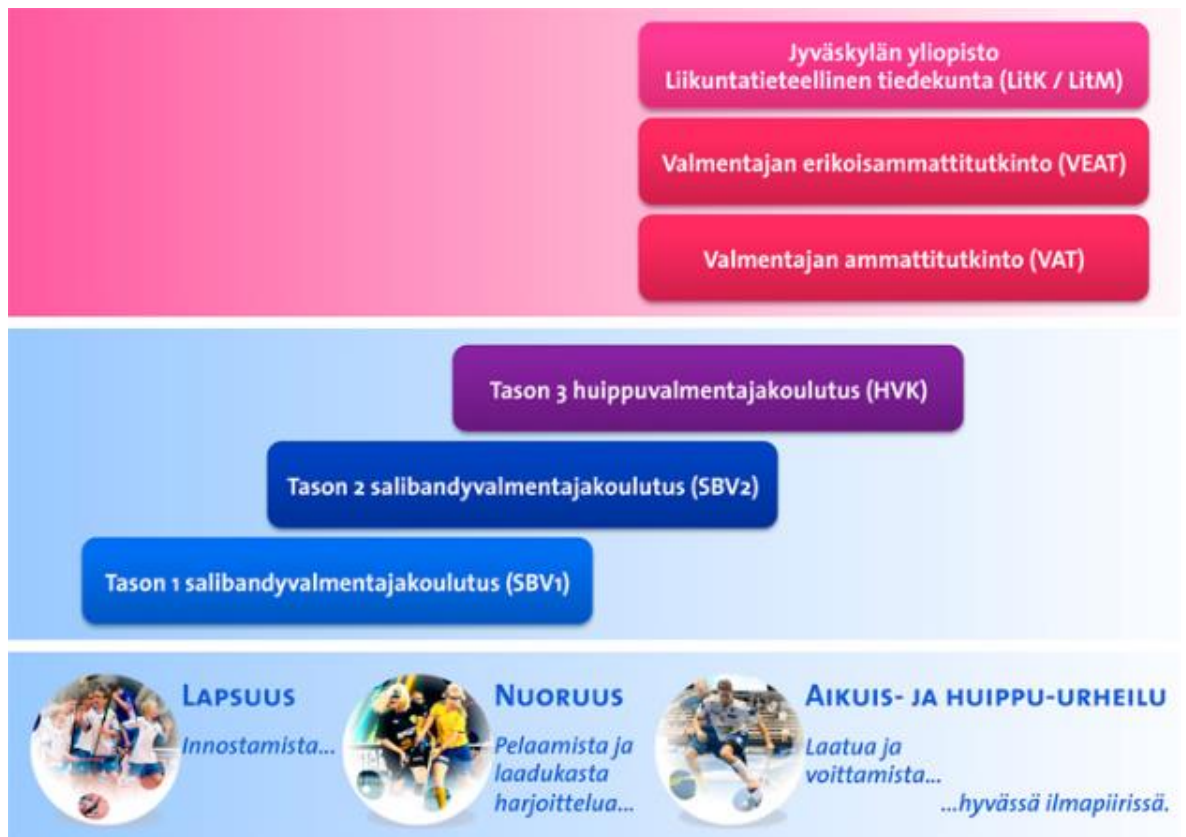 Jyväskylän yliopisto
Liikuntatieteellinen tiedekunta (LitK / LitM)
Valmentajan erikoisammattitutkinto (VEAT)
Valmentajan ammattitutkinto (VAT)
Tason 3 huippuvalmentajakoulutus (HVK)
Tason 2 salibandyvalmentajakoulutus (SBV2)
Tason 1 salibandyvalmentajakoulutus (SBV1)
LAPSUUS
Innostamista...
NUORUUS
Pelaamista ja
laadukasta
harjoittelua...
AIKUIS- JA HUIPPU-URHEILU
Laatua ja
voittamista...
...hyvässä ilmapiirissä.